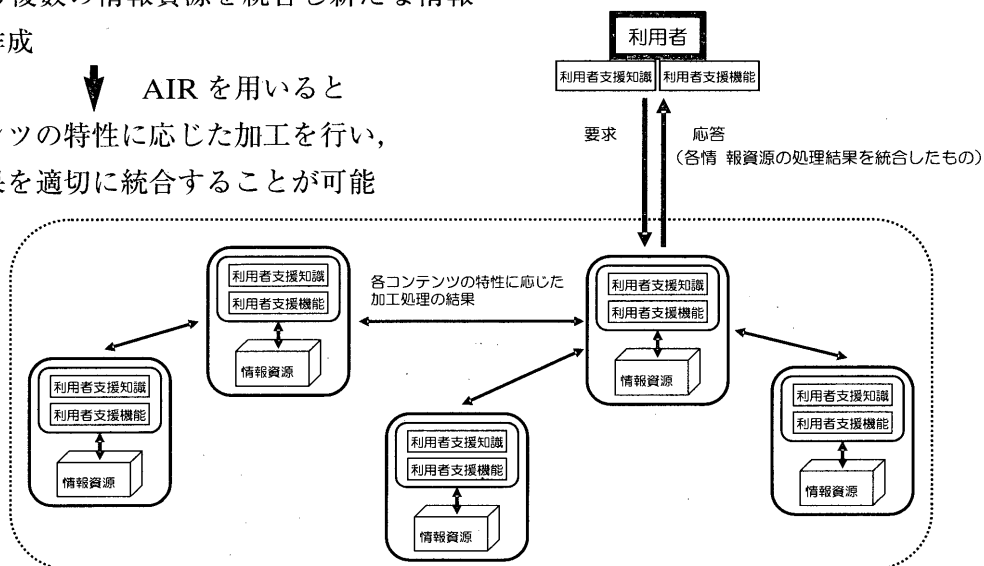 複数の情報資源を統合し新たな情報
作成
AIR を用いると
ンツの特性に応じた加工を行い,
果を適切に統合することが可能
利用者
利用者支援知識 利用者支援機能
要求 応答
(各情 報資源の処理結果を統合したもの)
利用者支援知識
利用者支援機能
情報資源
各コンテンツの特性に応じた
加工処理の結果
利用者支援知識
利用者支援機能
情報資源
利用者支援知識
利用者支援機能
情報資源
利用者支援知識
利用者支援機能
情報資源
利用者支援知識
利用者支援機能
情報資源